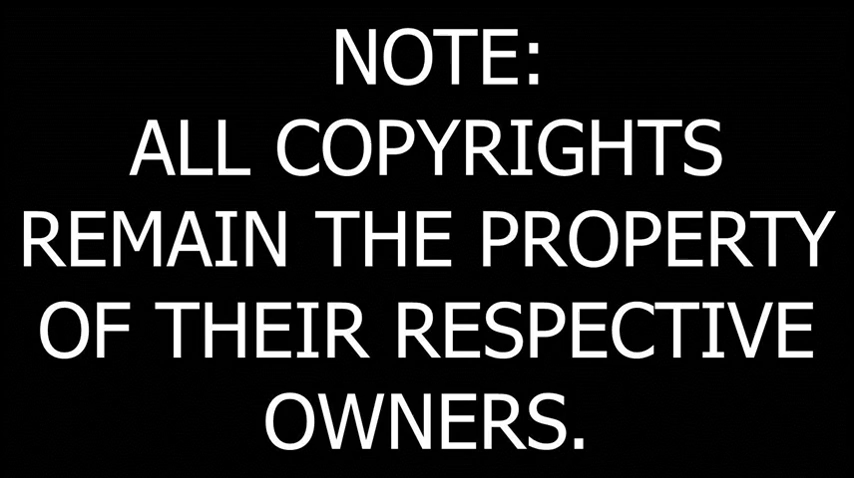 NOTE:
ALL COPYRIGHTS
REMAIN THE PROPERTY
OF THEIR RESPECTIVE
OWNERS.